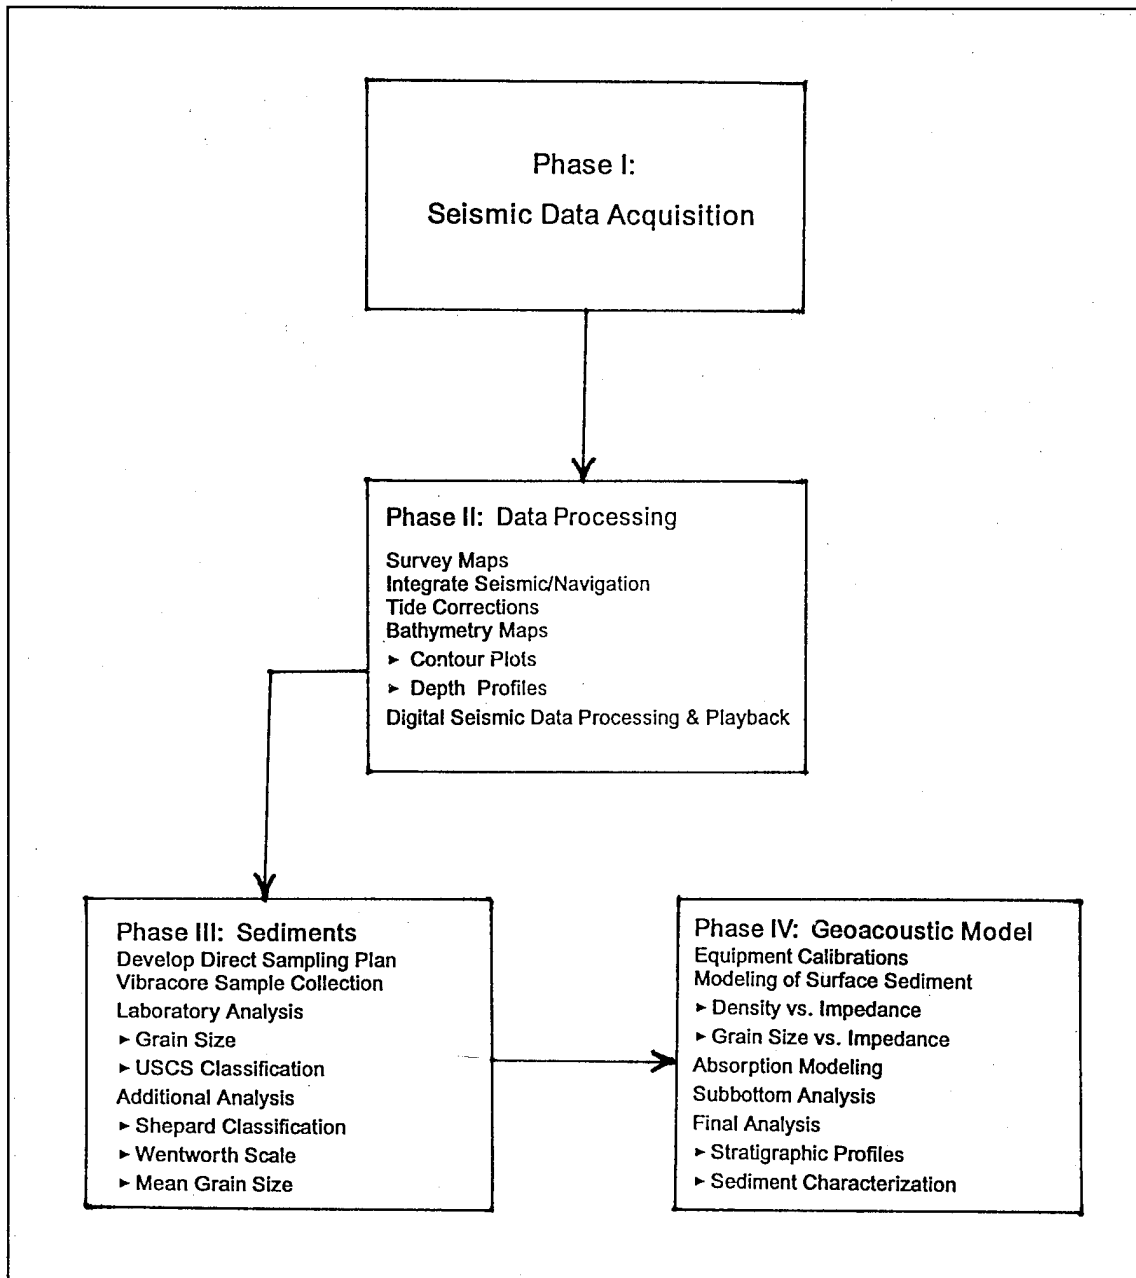 Phase I:
Seismic Data Acquisition
Phase II: Data Processing
Survey Maps
Integrate Seismic/Navigation
Tide Corrections
Bathymetry Maps
► Contour Plots
► Depth Profiles
Digital Seismic Data Processing & Playback
Phase III: Sediments
Develop Direct Sampling Plan
Vibracore Sample Collection
Laboratory Analysis
► Grain Size
► USCS Classification
Additional Analysis
► Shepard Classification
► Wentworth Scale
► Mean Grain Size
Phase IV: Geoacoustic Model
Equipment Calibrations
Modeling of Surface Sediment
► Density vs. Impedance
► Grain Size vs. Impedance
Absorption Modeling
Subbottom Analysis
Final Analysis
► Stratigraphic Profiles
► Sediment Characterization